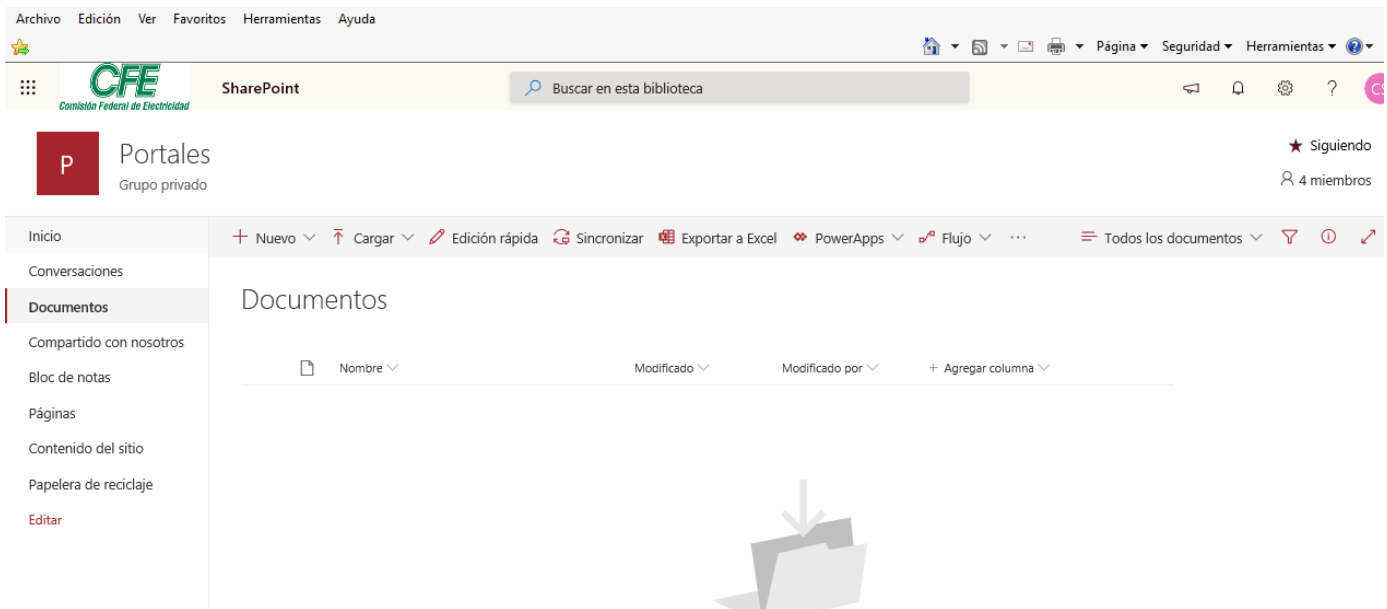 Archivo Edición Ver Favoritos Herramientas Ayuda
Página Seguridad Herramientas
CFE
Comisión Federal de Electricidad
SharePoint
Buscar en esta biblioteca
? CS
P
Portales
Grupo privado
Siguiendo
4 miembros
Inicio
Conversaciones
Documentos
Compartido con nosotros
Bloc de notas
Páginas
Contenido del sitio
Papelera de reciclaje
Editar
+ Nuevo Cargar Edición rápida Sincronizar Exportar a Excel PowerApps Flujo ... Todos los documentos
Documentos
Nombre Modificado Modificado por + Agregar columna